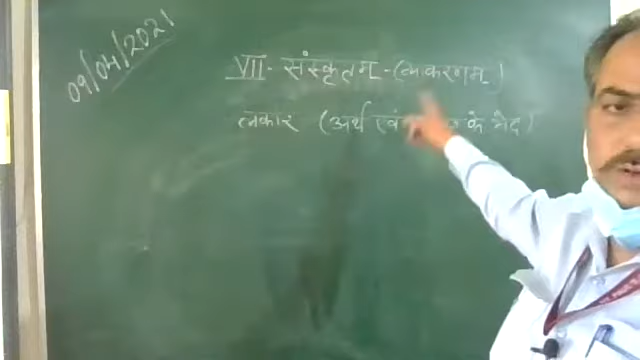 09/04/2021
VII - संस्कृतम् - (व्याकरणम्)
लकार (अर्थ एवं के भेद)